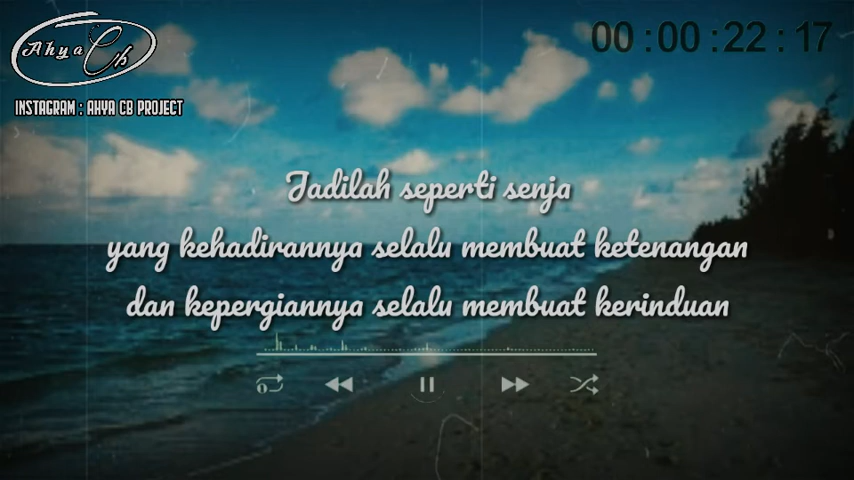 Ahya Cb
00:00:22:17
INSTAGRAM : AHYA CB PROJECT
Jadilah seperti senja
yang kehadirannya selalu membuat ketenangan
dan kepergiannya selalu membuat kerinduan
1